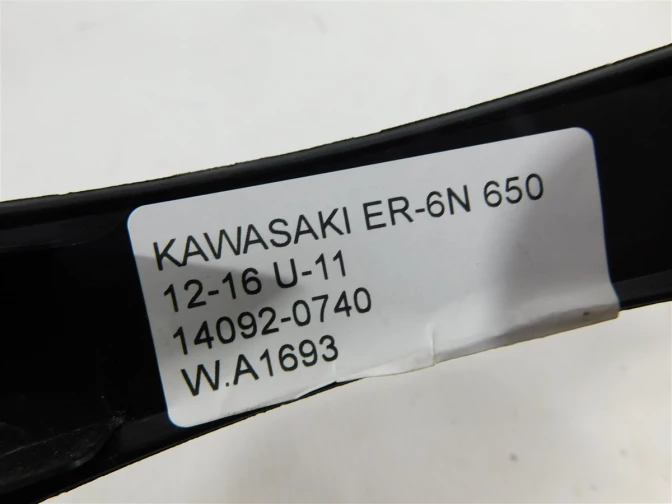 KAWASAKI ER-6N 650
12-16 U-11
14092-0740
W.A1693